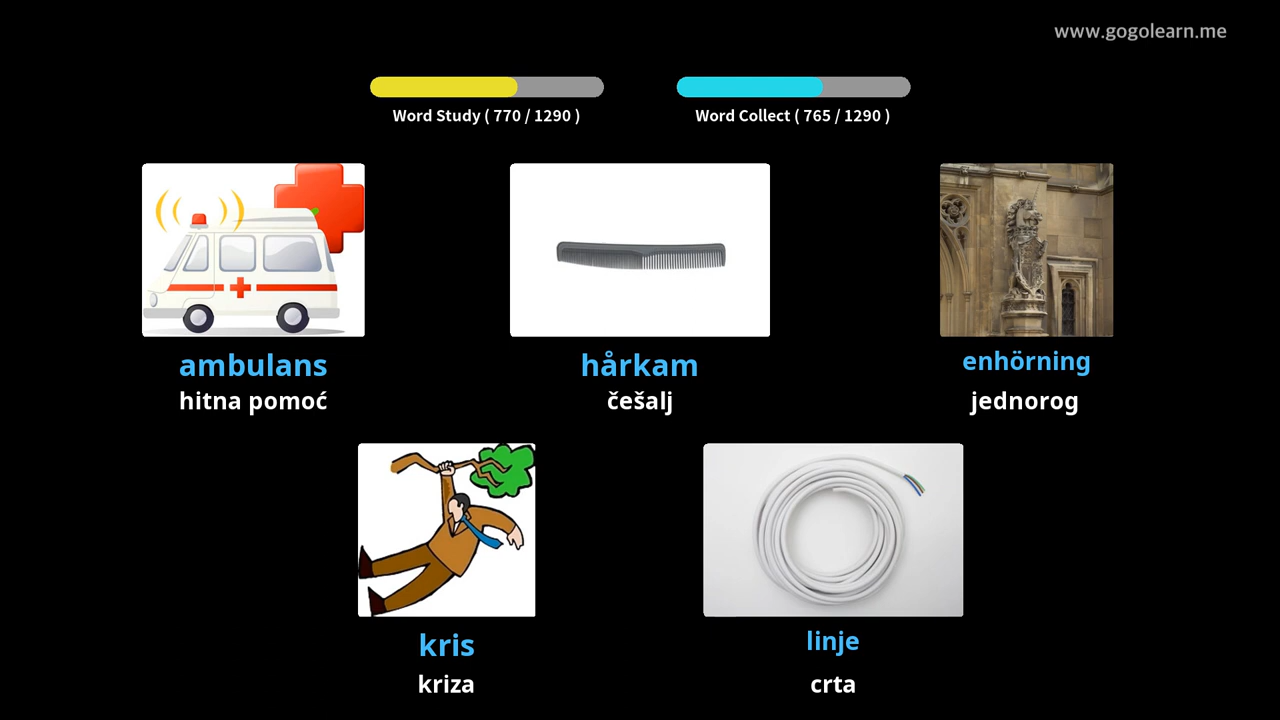 www.gogolearn.me
Word Study ( 770 / 1290 )
Word Collect ( 765 / 1290 )
ambulans
hitna pomoć
hårkam
češalj
enhörning
jednorog
kris
kriza
linje
crta